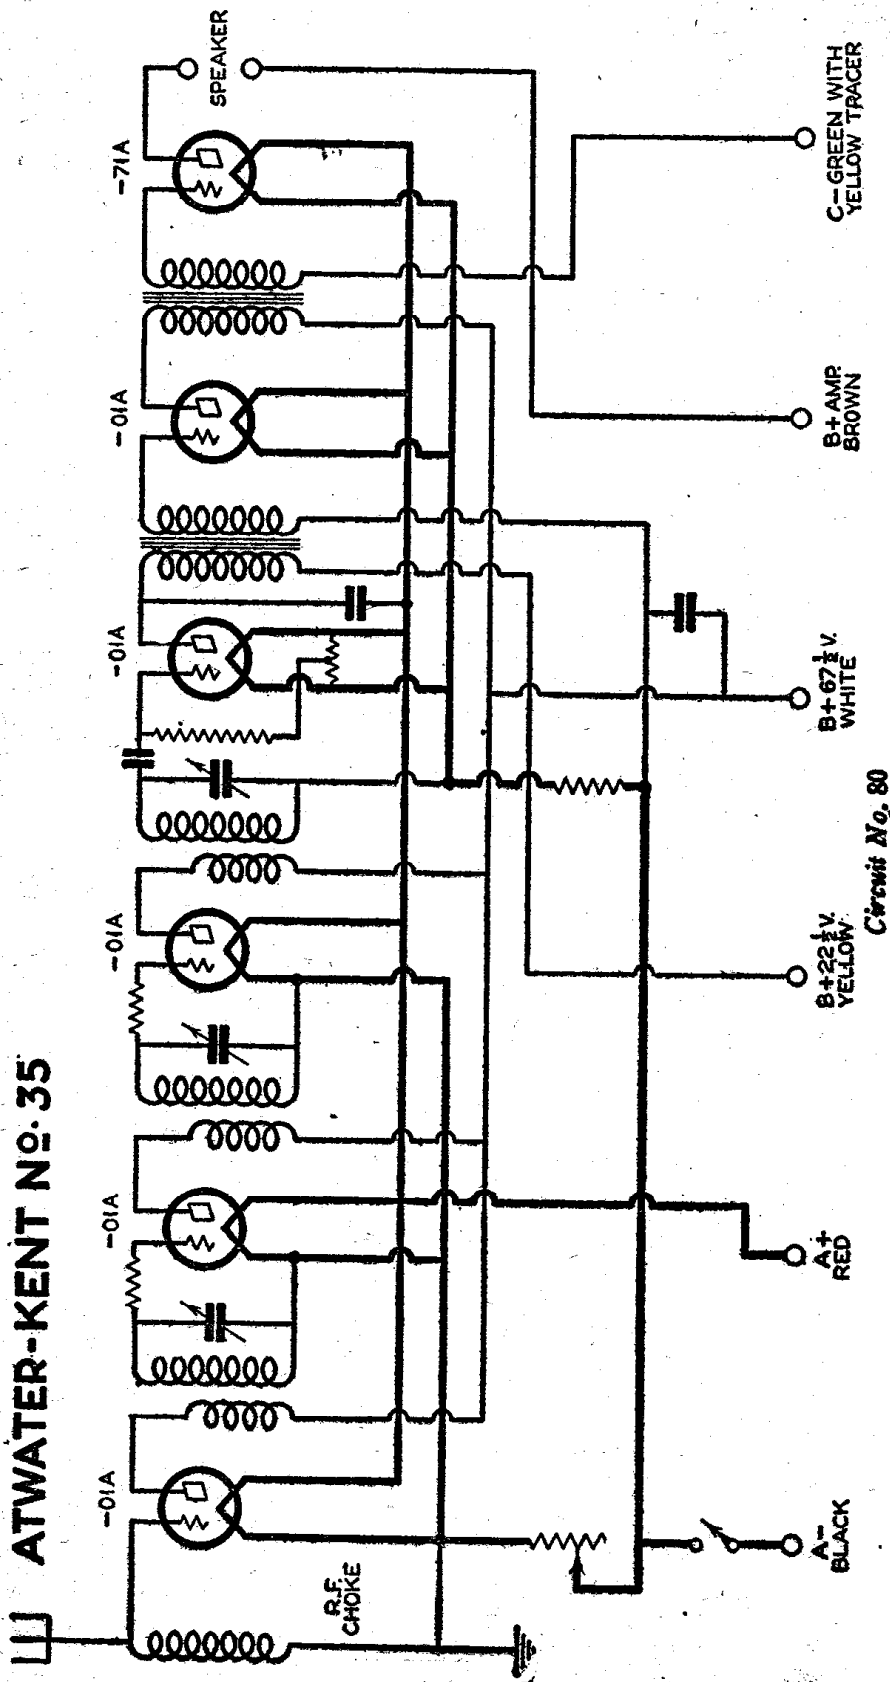 ATWATER-KENT NO. 35
-01A
-01A
-01A
-01A
-01A
-71A
SPEAKER
R.F.
CHOKE
A-
BLACK
A+
RED
B+22½V.
YELLOW
B+67½V.
WHITE
B+AMP.
BROWN
C-GREEN WITH
YELLOW TRACER
Circuit No. 80